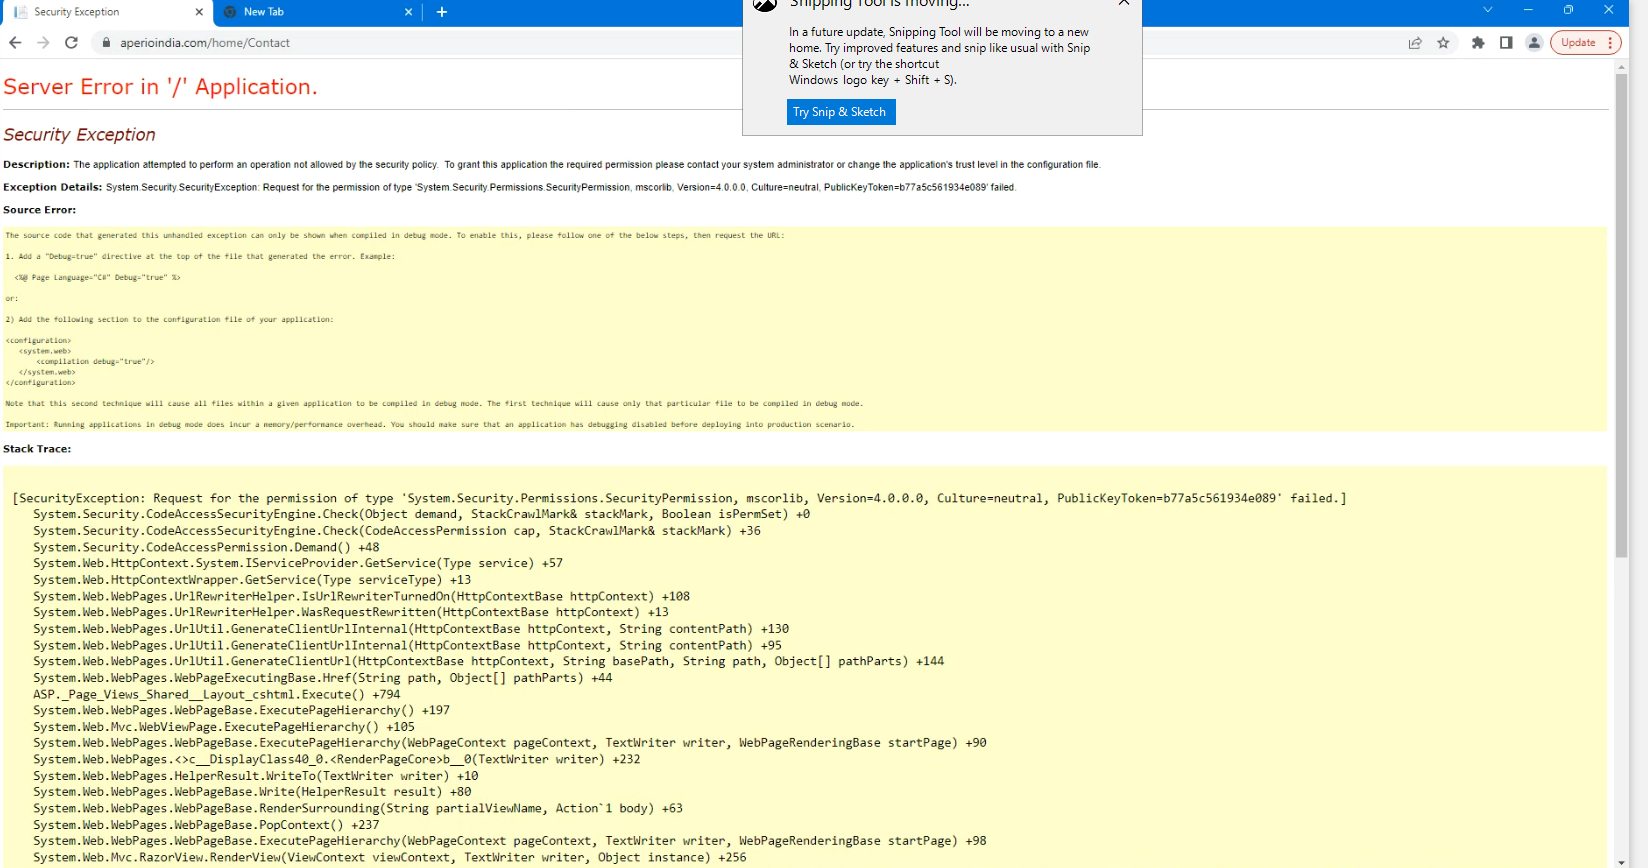 Security Exception
New Tab
Snipping Tool is moving...
In a future update, Snipping Tool will be moving to a new
home. Try improved features and snip like usual with Snip
& Sketch (or try the shortcut
Windows logo key + Shift + S).
Try Snip & Sketch
aperioindia.com/home/Contact
Update
Server Error in '/' Application.
Security Exception
Description: The application attempted to perform an operation not allowed by the security policy. To grant this application the required permission please contact your system administrator or change the application's trust level in the configuration file.
Exception Details: System.Security.SecurityException: Request for the permission of type 'System.Security.Permissions.SecurityPermission, mscorlib, Version=4.0.0.0, Culture=neutral, PublicKeyToken=b77a5c561934e089' failed.
Source Error:
The source code that generated this unhandled exception can only be shown when compiled in debug mode. To enable this, please follow one of the below steps, then request the URL:
1. Add a "Debug=true" directive at the top of the file that generated the error. Example:
<%@ Page Language="C#" Debug="true" %>
or:
2) Add the following section to the configuration file of your application:
<configuration>
<system.web>
<compilation debug="true"/>
</system.web>
</configuration>
Note that this second technique will cause all files within a given application to be compiled in debug mode. The first technique will cause only that particular file to be compiled in debug mode.
Important: Running applications in debug mode does incur a memory/performance overhead. You should make sure that an application has debugging disabled before deploying into production scenario.
Stack Trace:
[SecurityException: Request for the permission of type 'System.Security.Permissions.SecurityPermission, mscorlib, Version=4.0.0.0, Culture=neutral, PublicKeyToken=b77a5c561934e089' failed.]
System.Security.CodeAccessSecurityEngine.Check(Object demand, StackCrawlMark& stackMark, Boolean isPermSet) +0
System.Security.CodeAccessSecurityEngine.Check(CodeAccessPermission cap, StackCrawlMark& stackMark) +36
System.Security.CodeAccessPermission.Demand() +48
System.Web.HttpContext.System.IServiceProvider.GetService(Type service) +57
System.Web.HttpContextWrapper.GetService(Type serviceType) +13
System.Web.WebPages.UrlRewriterHelper.IsUrlRewriterTurnedOn(HttpContextBase httpContext) +108
System.Web.WebPages.UrlRewriterHelper.WasRequestRewritten(HttpContextBase httpContext) +13
System.Web.WebPages.UrlUtil.GenerateClientUrlInternal(HttpContextBase httpContext, String contentPath) +130
System.Web.WebPages.UrlUtil.GenerateClientUrlInternal(HttpContextBase httpContext, String contentPath) +95
System.Web.WebPages.UrlUtil.GenerateClientUrl(HttpContextBase httpContext, String basePath, String path, Object[] pathParts) +144
System.Web.WebPages.WebPageExecutingBase.Href(String path, Object[] pathParts) +44
ASP._Page_Views_Shared__Layout_cshtml.Execute() +794
System.Web.WebPages.WebPageBase.ExecutePageHierarchy() +197
System.Web.Mvc.WebViewPage.ExecutePageHierarchy() +105
System.Web.WebPages.WebPageBase.ExecutePageHierarchy(WebPageContext pageContext, TextWriter writer, WebPageRenderingBase startPage) +90
System.Web.WebPages.<>c__DisplayClass40_0.<RenderPageCore>b__0(TextWriter writer) +232
System.Web.WebPages.HelperResult.WriteTo(TextWriter writer) +10
System.Web.WebPages.WebPageBase.Write(HelperResult result) +80
System.Web.WebPages.WebPageBase.RenderSurrounding(String partialViewName, Action`1 body) +63
System.Web.WebPages.WebPageBase.PopContext() +237
System.Web.WebPages.WebPageBase.ExecutePageHierarchy(WebPageContext pageContext, TextWriter writer, WebPageRenderingBase startPage) +98
System.Web.Mvc.RazorView.RenderView(ViewContext viewContext, TextWriter writer, Object instance) +256